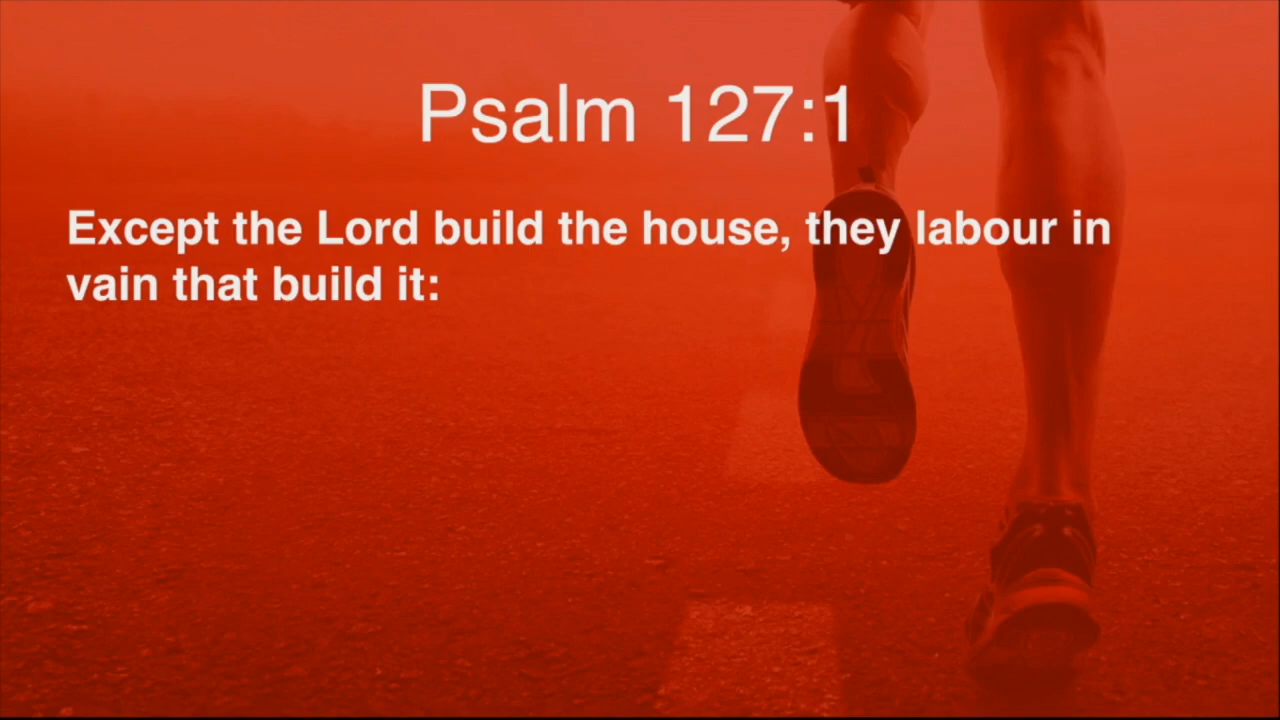 Psalm 127:1
Except the Lord build the house, they labour in
vain that build it: